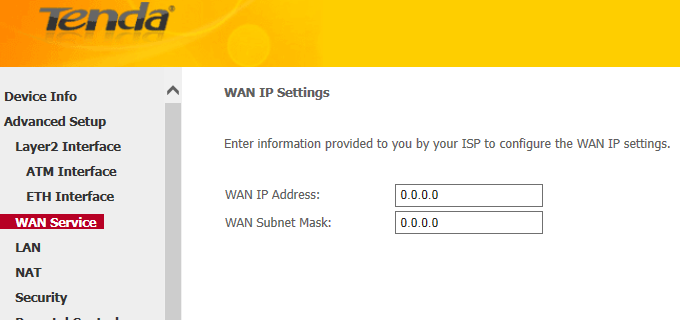 Tenda
Device Info
Advanced Setup
Layer2 Interface
ATM Interface
ETH Interface
WAN Service
LAN
NAT
Security
WAN IP Settings
Enter information provided to you by your ISP to configure the WAN IP settings.
WAN IP Address: 0.0.0.0
WAN Subnet Mask: 0.0.0.0